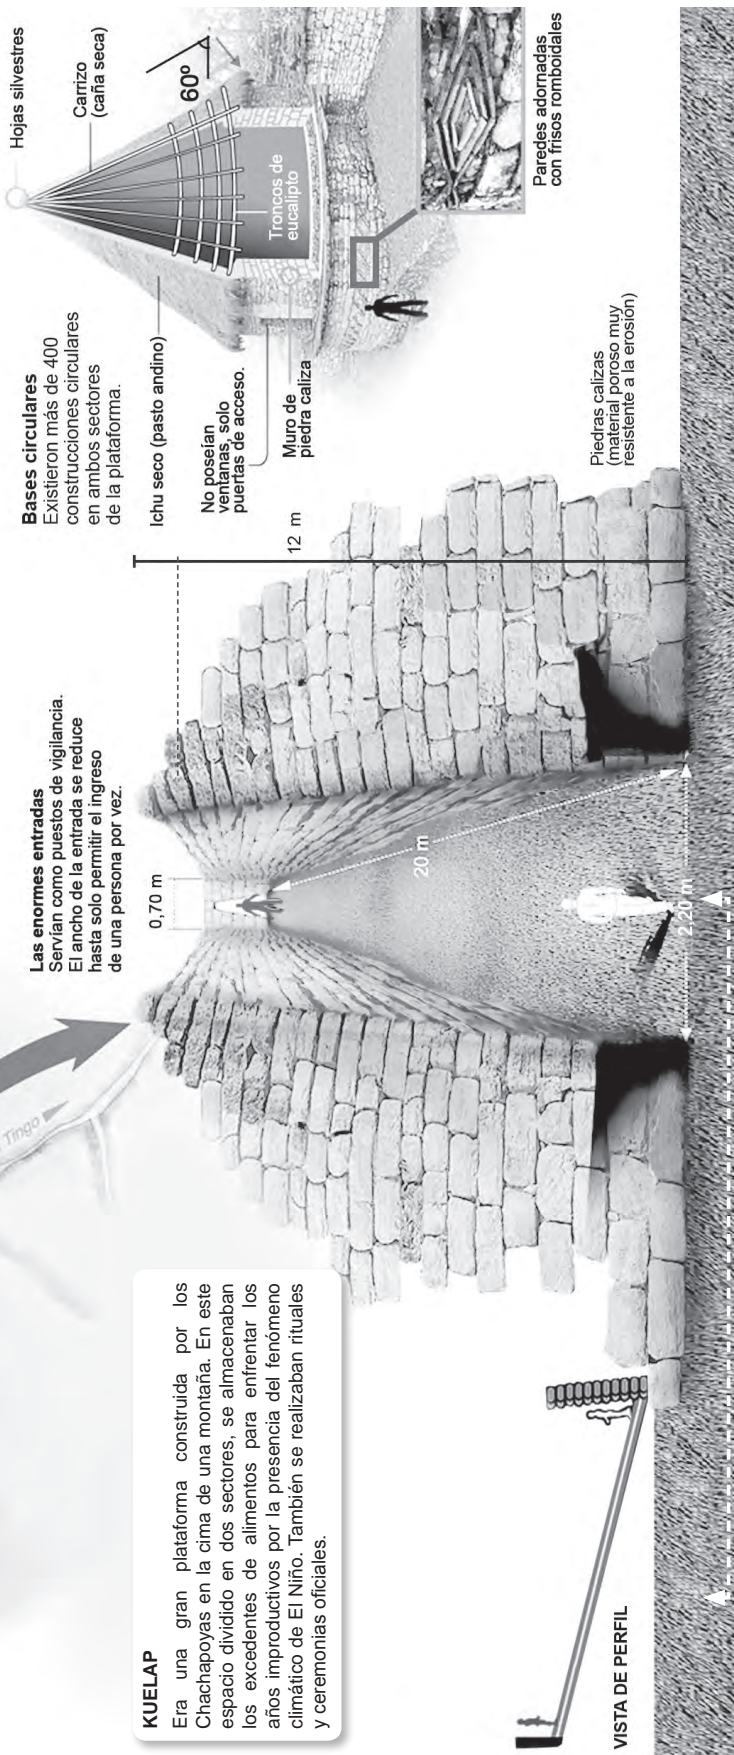 KUELAP
Era una gran plataforma construida por los
Chachapoyas en la cima de una montaña. En este
espacio dividido en dos sectores, se almacenaban
los excedentes de alimentos para enfrentar los
años improductivos por la presencia del fenómeno
climático de El Niño. También se realizaban rituales
y ceremonias oficiales.
VISTA DE PERFIL
Tingo
Las enormes entradas
Servían como puestos de vigilancia.
El ancho de la entrada se reduce
hasta solo permitir el ingreso
de una persona por vez.
0,70 m
20 m
2,20 m
12 m
Bases circulares
Existieron más de 400
construcciones circulares
en ambos sectores
de la plataforma.
Ichu seco (pasto andino)
No poseían
ventanas, solo
puertas de acceso.
Muro de
piedra caliza
Piedras calizas
(material poroso muy
resistente a la erosión)
Hojas silvestres
Carrizo
(caña seca)
60º
Troncos de
eucalipto
Paredes adornadas
con frisos romboidales